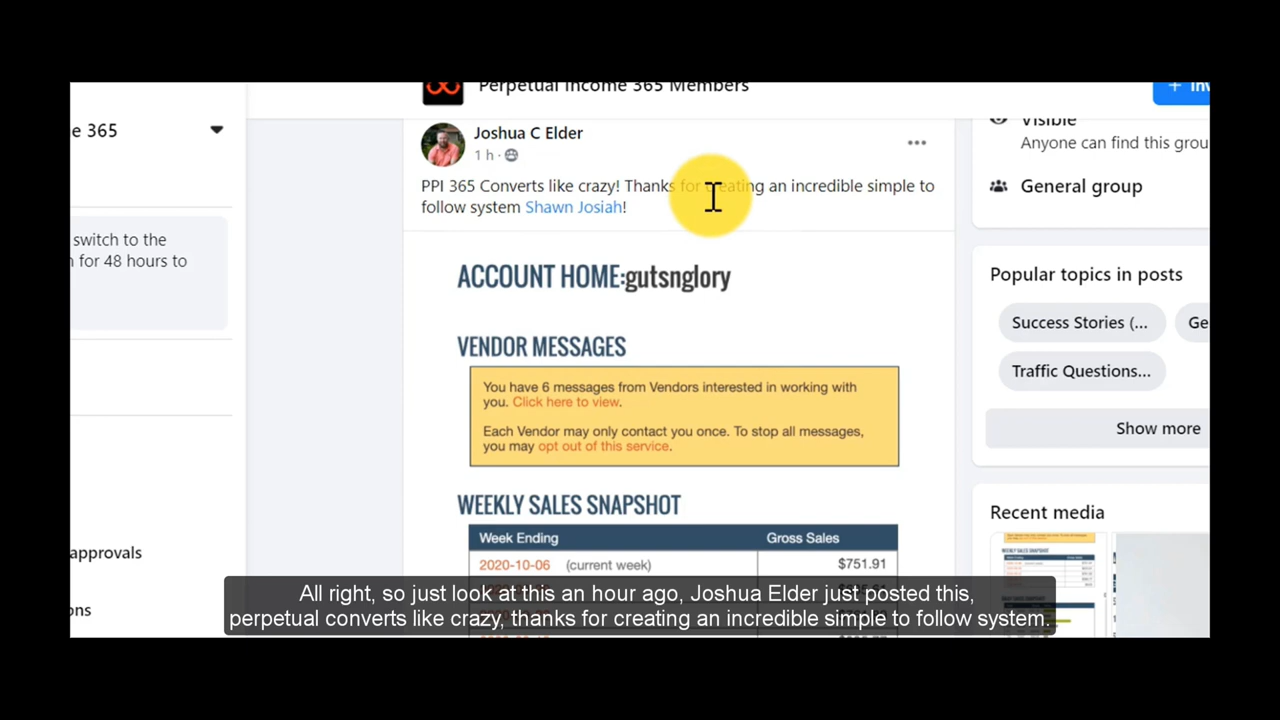 Perpetual Income 365 Members
e 365
Joshua C Elder
1 h ·
PPI 365 Converts like crazy! Thanks for creating an incredible simple to
follow system Shawn Josiah!
switch to the
for 48 hours to
approvals
ACCOUNT HOME:gutsnglory
VENDOR MESSAGES
You have 6 messages from Vendors interested in working with
you. Click here to view.
Each Vendor may only contact you once. To stop all messages,
you may opt out of this service.
WEEKLY SALES SNAPSHOT
Week Ending Gross Sales
2020-10-06 (current week) $751.91
Visible
Anyone can find this grou
General group
Popular topics in posts
Success Stories (... Ge
Traffic Questions...
Show more
Recent media
All right, so just look at this an hour ago, Joshua Elder just posted this,
perpetual converts like crazy, thanks for creating an incredible simple to follow system.